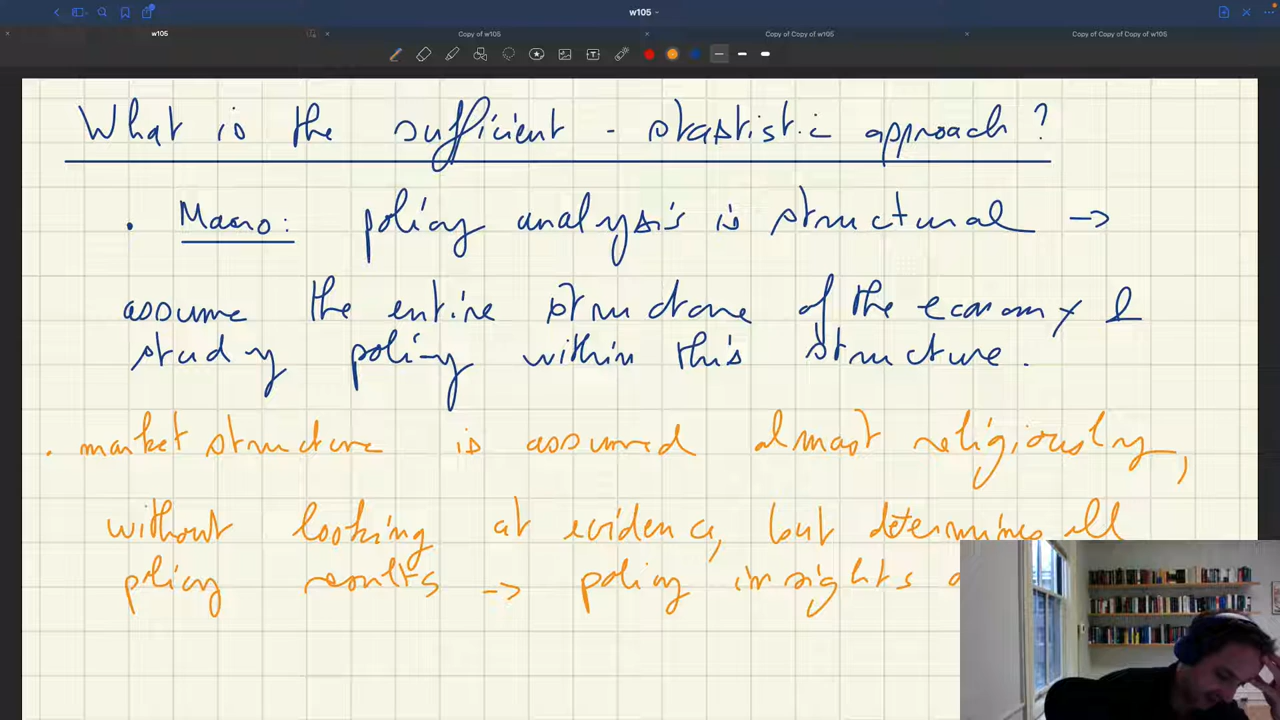 w105
w105
Copy of w105
Copy of Copy of w105
Copy of Copy of Copy of w105
What is the sufficient - staptistic approach?
. Macro: policy analysis is structural →
assume the entire structure of the economy &
study policy within this structure.
. market structure is assumed almost religiously,
without looking at evidence, but determines all
policy results → policy insights